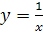 y = 1/x